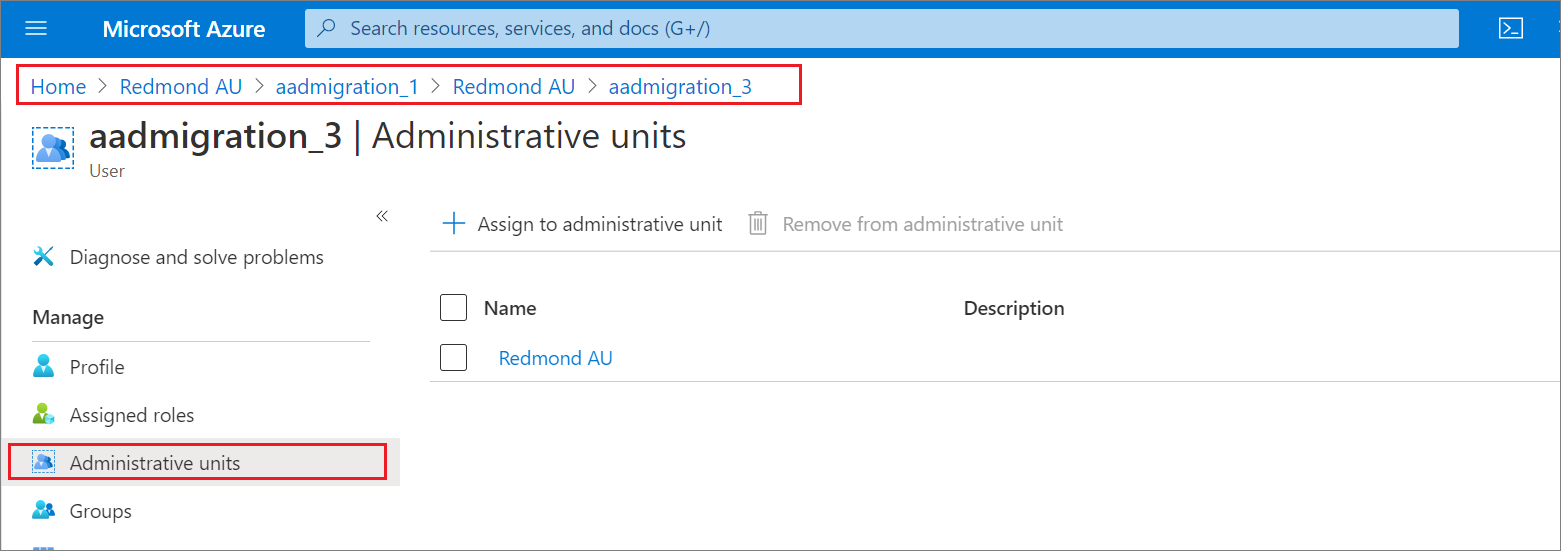 Microsoft Azure
Search resources, services, and docs (G+/)
Home > Redmond AU > aadmigration_1 > Redmond AU > aadmigration_3
aadmigration_3 | Administrative units
User
«
Assign to administrative unit
Remove from administrative unit
Diagnose and solve problems
Manage
Profile
Assigned roles
Administrative units
Groups
Name Description
Redmond AU